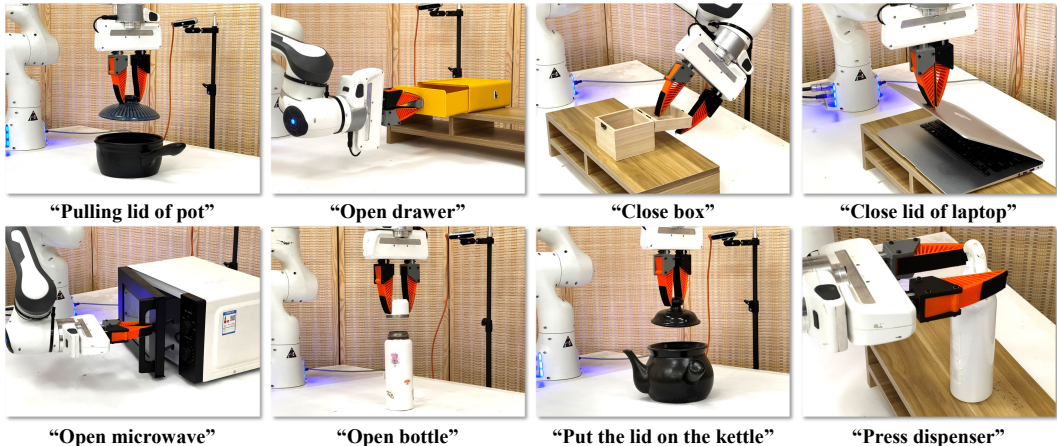 “Pulling lid of pot”
“Open drawer”
“Close box”
“Close lid of laptop”
“Open microwave”
“Open bottle”
“Put the lid on the kettle”
“Press dispenser”